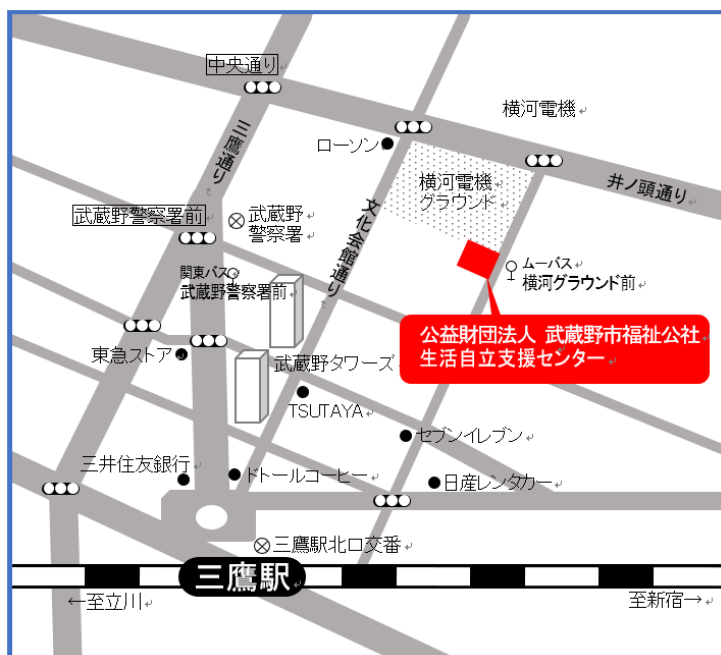 中央通り
横河電機
三鷹通り
ローソン
井ノ頭通り
横河電機
グラウンド
武蔵野警察署前
武蔵野
警察署
文化会館通り
関東バス
武蔵野警察署前
ムーバス
横河グラウンド前
公益財団法人 武蔵野市福祉公社
生活自立支援センター
東急ストア
武蔵野タワーズ
TSUTAYA
セブンイレブン
三井住友銀行
ドトールコーヒー
日産レンタカー
三鷹駅北口交番
三鷹駅
←至立川
至新宿→